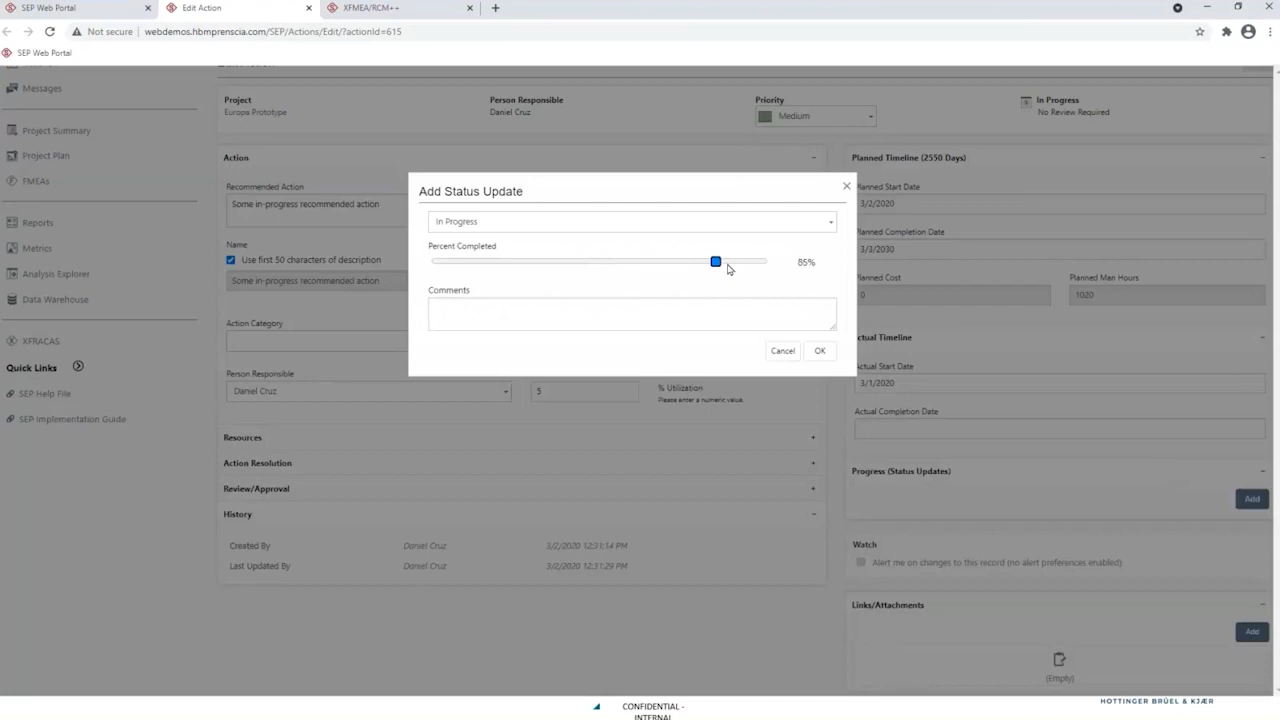 SEP Web Portal
Edit Action
XFMEA/RCM++
Not secure
webdemos.hbmprenscia.com/SEP/Actions/Edit/?actionId=615
SEP Web Portal
Messages
Project Summary
Project Plan
FMEAs
Reports
Metrics
Analysis Explorer
Data Warehouse
XFRACAS
Quick Links
SEP Help File
SEP Implementation Guide
Project
Europa Prototype
Person Responsible
Daniel Cruz
Priority
Medium
In Progress
No Review Required
Action
Recommended Action
Some in-progress recommended action
Name
Use first 50 characters of description
Some in-progress recommended action
Action Category
Person Responsible
Daniel Cruz
5
% Utilization
Please enter a numeric value.
Resources
Action Resolution
Review/Approval
History
Created By Daniel Cruz 3/2/2020 12:31:14 PM
Last Updated By Daniel Cruz 3/2/2020 12:31:29 PM
Add Status Update
In Progress
Percent Completed
85%
Comments
Cancel
OK
Planned Timeline (2550 Days)
Planned Start Date
3/2/2020
Planned Completion Date
3/3/2030
Planned Cost
0
Planned Man Hours
1020
ctual Timeline
Actual Start Date
3/1/2020
Actual Completion Date
Progress (Status Updates)
Add
Watch
Alert me on changes to this record (no alert preferences enabled)
Links/Attachments
Add
(Empty)
CONFIDENTIAL -
INTERNAL
HOTTINGER BRÜEL & KJÆR